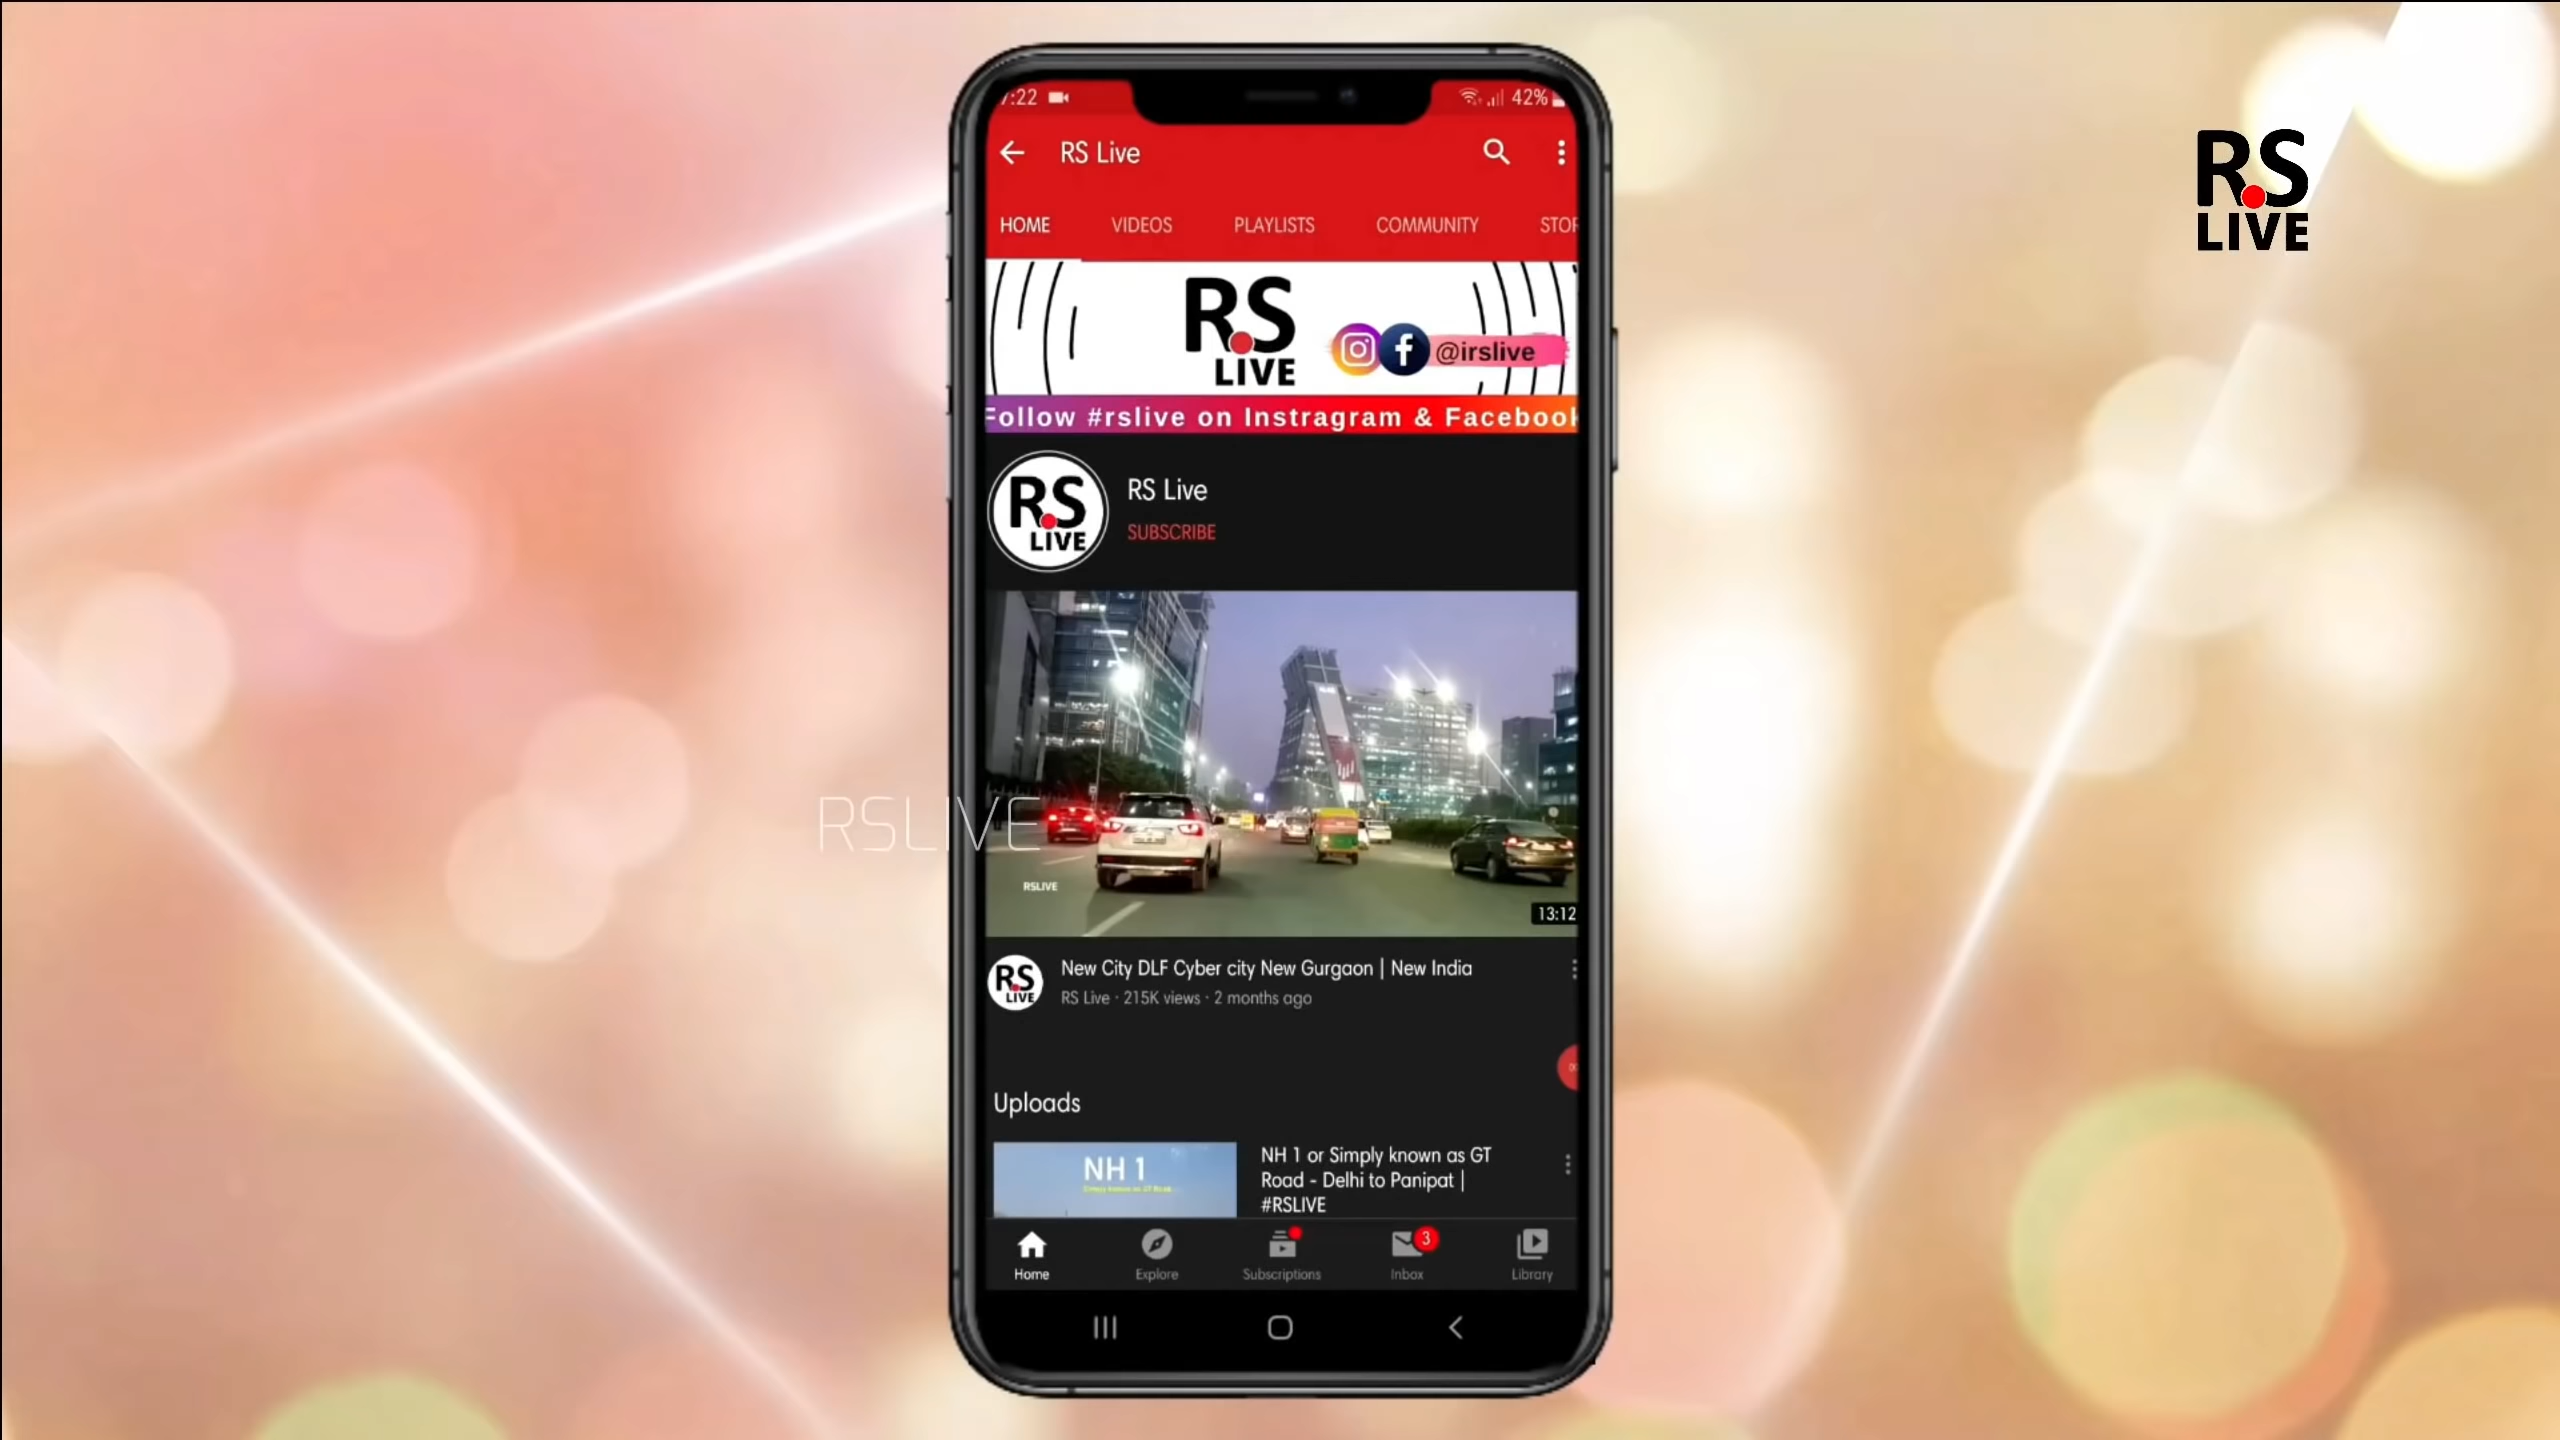 7:22
42%
RS Live
HOME VIDEOS PLAYLISTS COMMUNITY STOR
RS
LIVE
@irslive
Follow #rslive on Instragram & Facebook
RS
LIVE
RS Live
SUBSCRIBE
RSLIVE
RSLIVE
13:12
RS
LIVE
New City DLF Cyber city New Gurgaon | New India
RS Live · 215K views · 2 months ago
Uploads
NH 1
NH 1 or Simply known as GT
Road - Delhi to Panipat |
#RSLIVE
3
Home Explore Subscriptions Inbox Library
RS
LIVE